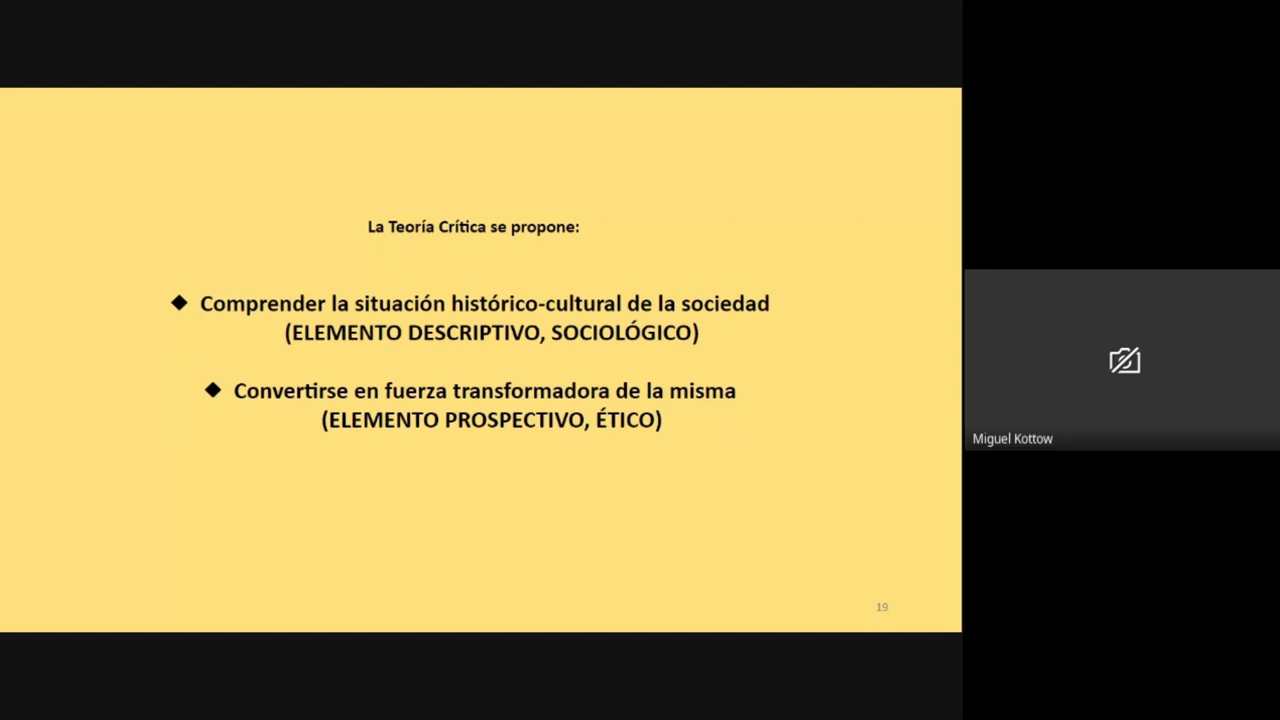 La Teoría Crítica se propone:
◆ Comprender la situación histórico-cultural de la sociedad
(ELEMENTO DESCRIPTIVO, SOCIOLÓGICO)
◆ Convertirse en fuerza transformadora de la misma
(ELEMENTO PROSPECTIVO, ÉTICO)
19
Miguel Kottow